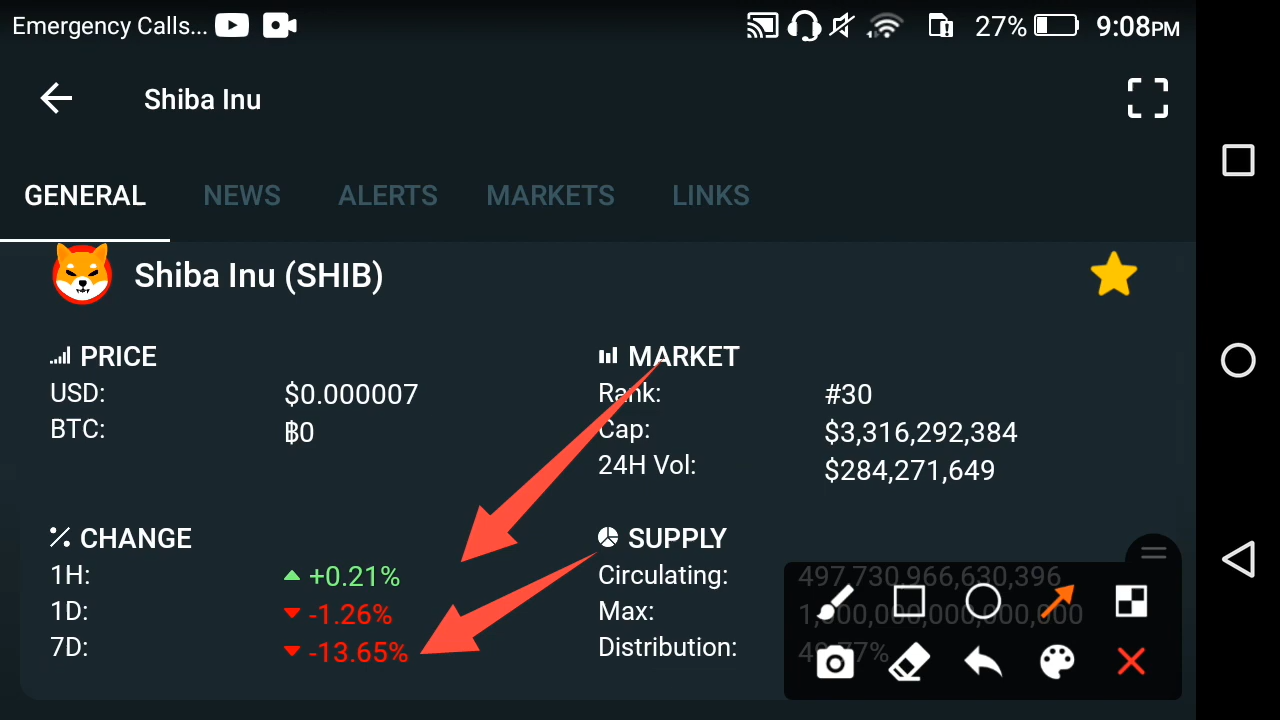 Emergency Calls... 27% 9:08PM
Shiba Inu
GENERAL NEWS ALERTS MARKETS LINKS
Shiba Inu (SHIB)
PRICE
USD: $0.000007
BTC: ฿0
MARKET
Rank: #30
Cap: $3,316,292,384
24H Vol: $284,271,649
CHANGE
1H: +0.21%
1D: -1.26%
7D: -13.65%
SUPPLY
Circulating: 497,730,966,630,396
Max:
Distribution: